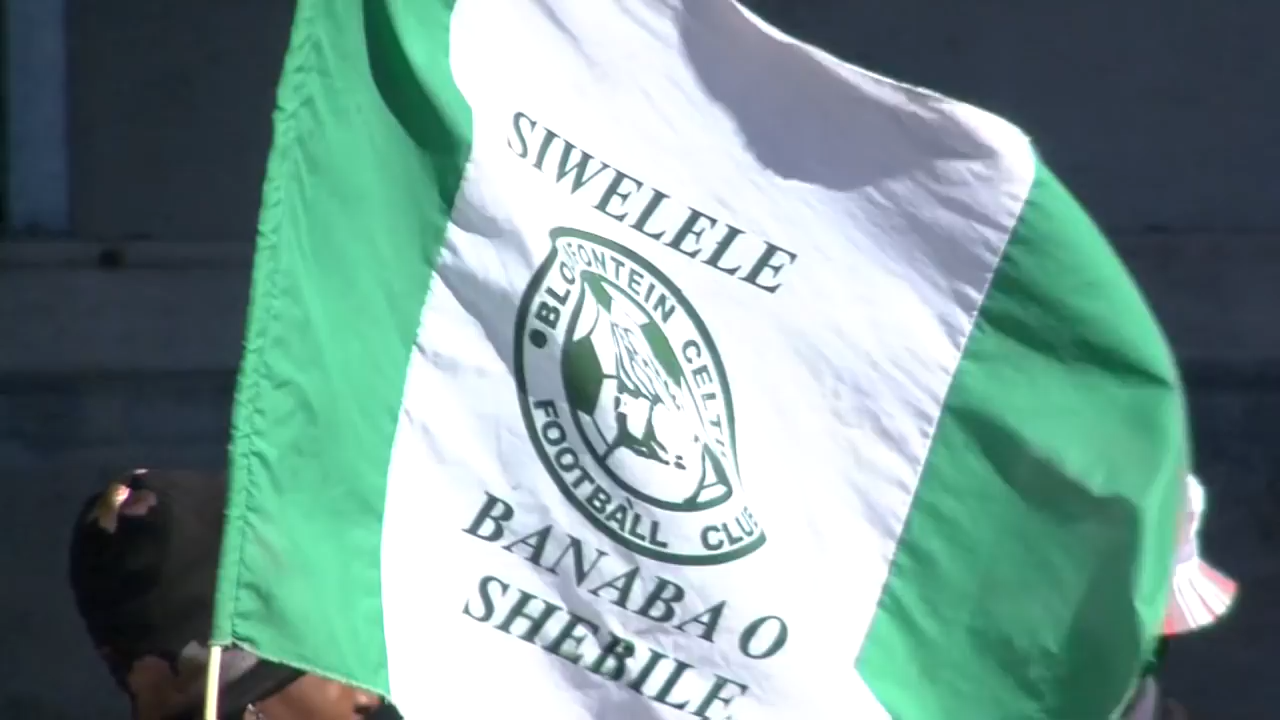 SIWELELE
BLOEMFONTEIN CELTIC
FOOTBALL CLUB
BANABA O
SHEBILE